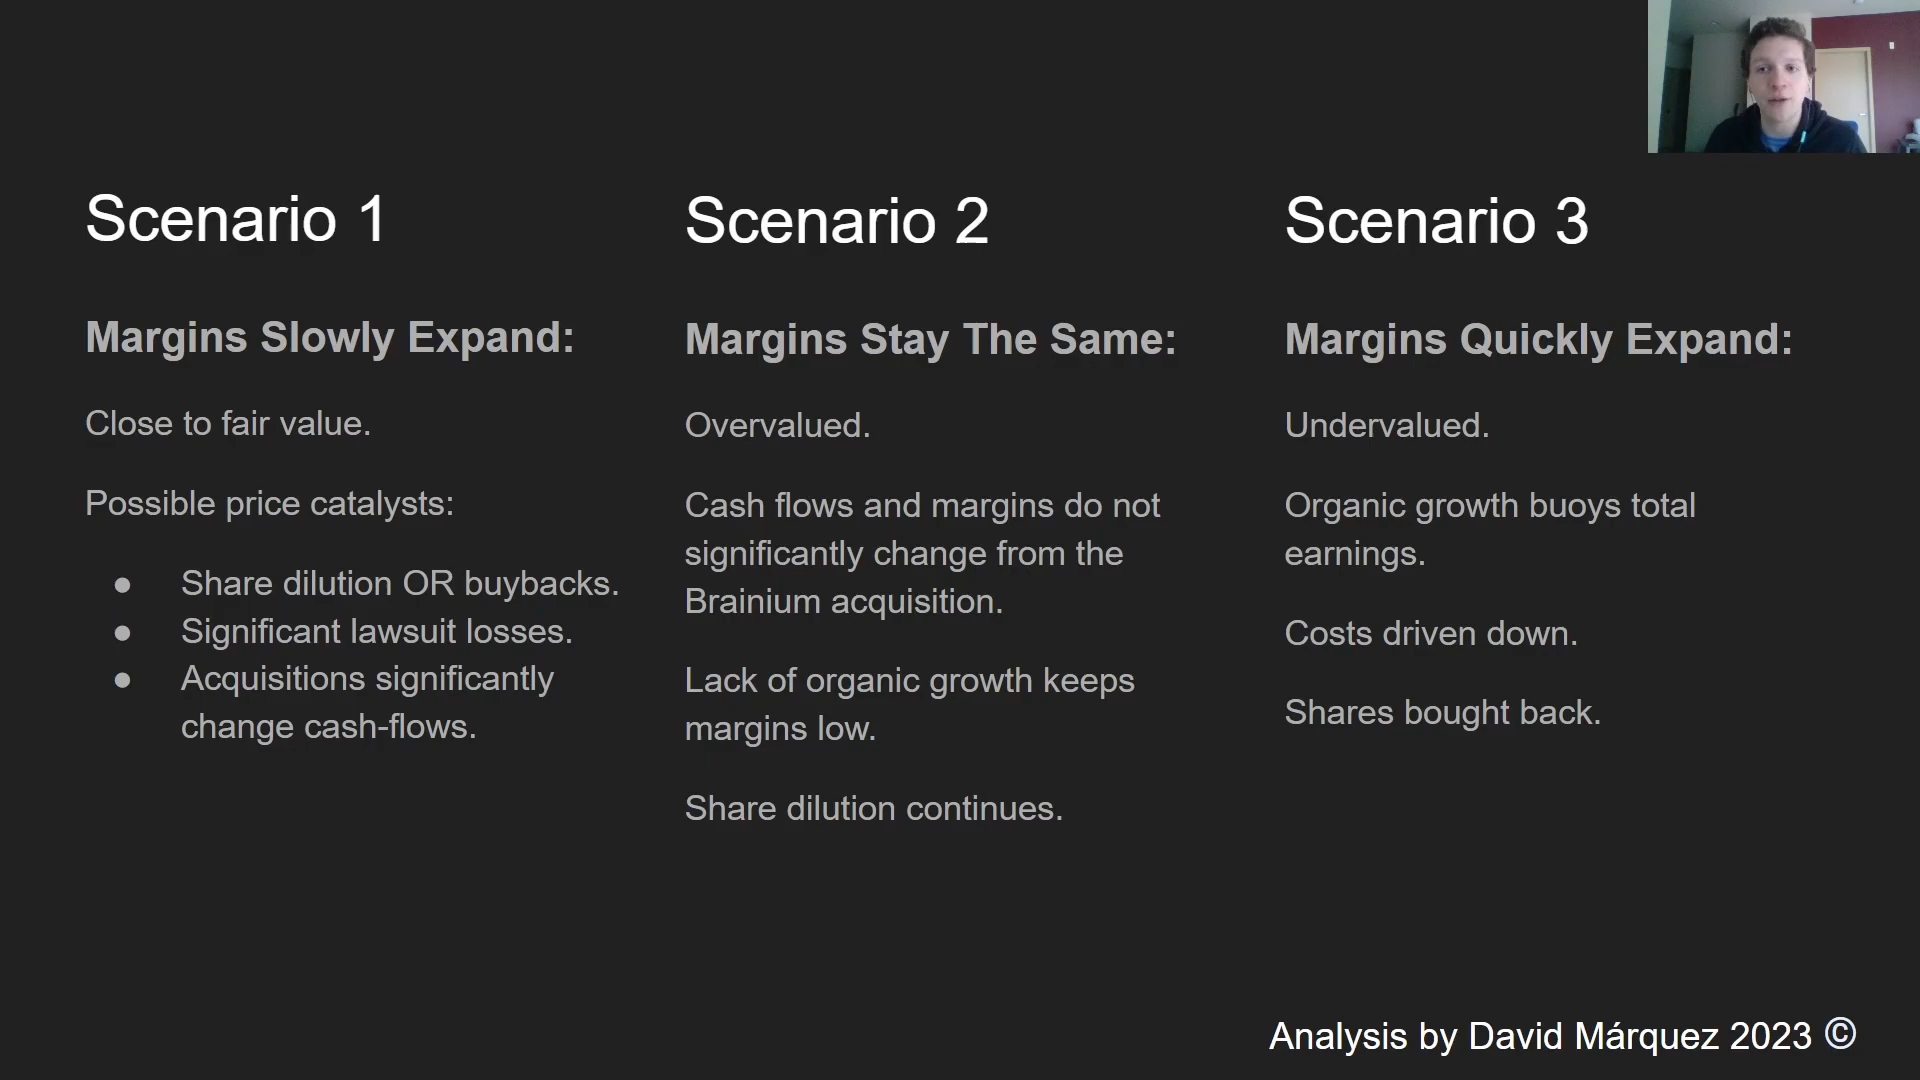 Scenario 1
Margins Slowly Expand:
Close to fair value.
Possible price catalysts:
● Share dilution OR buybacks.
● Significant lawsuit losses.
● Acquisitions significantly
change cash-flows.
Scenario 2
Margins Stay The Same:
Overvalued.
Cash flows and margins do not
significantly change from the
Brainium acquisition.
Lack of organic growth keeps
margins low.
Share dilution continues.
Scenario 3
Margins Quickly Expand:
Undervalued.
Organic growth buoys total
earnings.
Costs driven down.
Shares bought back.
Analysis by David Márquez 2023 ©